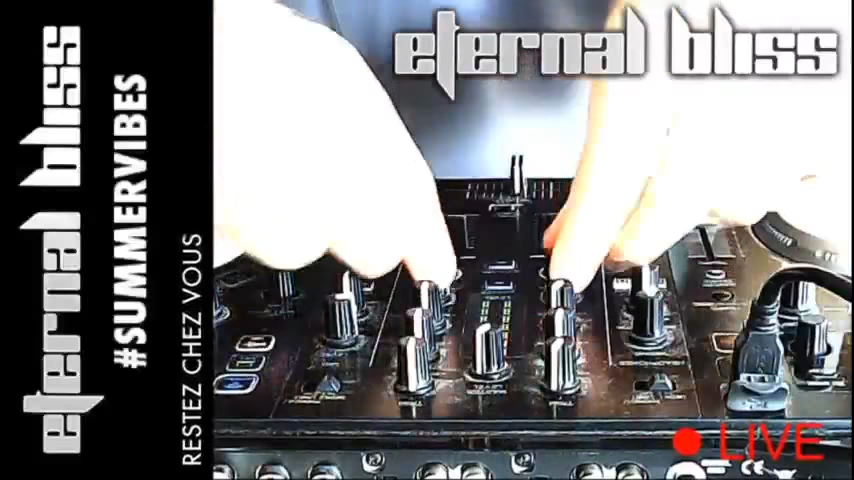 eternal bliss
#SUMMERVIBES
RESTEZ CHEZ VOUS
eternal bliss
LIVE